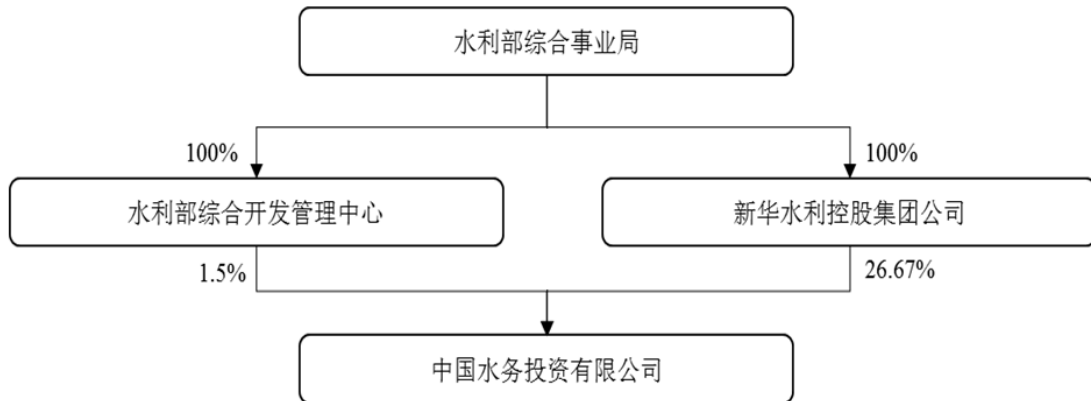 水利部综合事业局
100%
100%
水利部综合开发管理中心
新华水利控股集团公司
1.5%
26.67%
中国水务投资有限公司